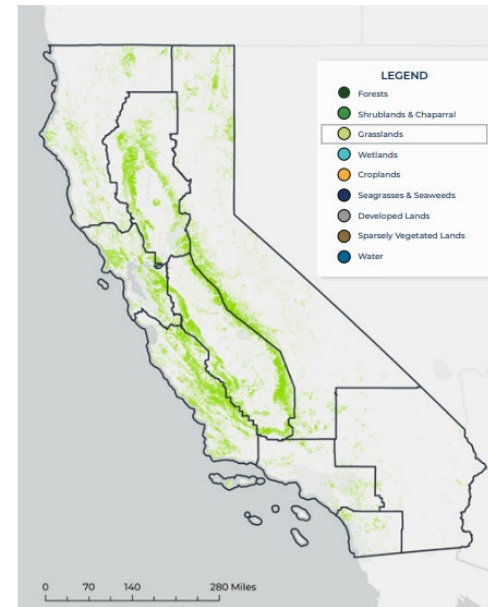 LEGEND
Forests
Shrublands & Chaparral
Grasslands
Wetlands
Croplands
Seagrasses & Seaweeds
Developed Lands
Sparsely Vegetated Lands
Water
0 70 140 280 Miles